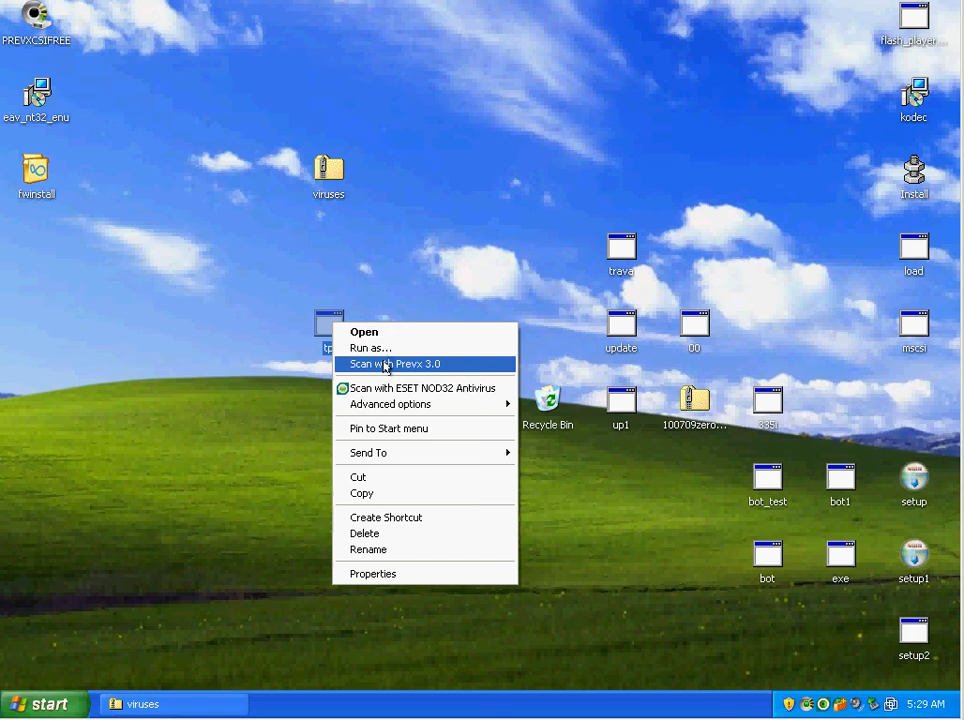 PREVXCSIFREE
flash_player...
eav_nt32_enu
kodec
fwinstall
viruses
Install
trava
load
update
00
mscsi
Open
Run as...
Scan with Prevx 3.0
Scan with ESET NOD32 Antivirus
Advanced options
Pin to Start menu
Send To
Cut
Copy
Create Shortcut
Delete
Rename
Properties
Recycle Bin
up1
100709zero...
bot_test
bot1
setup
bot
exe
setup1
setup2
start
viruses
5:29 AM